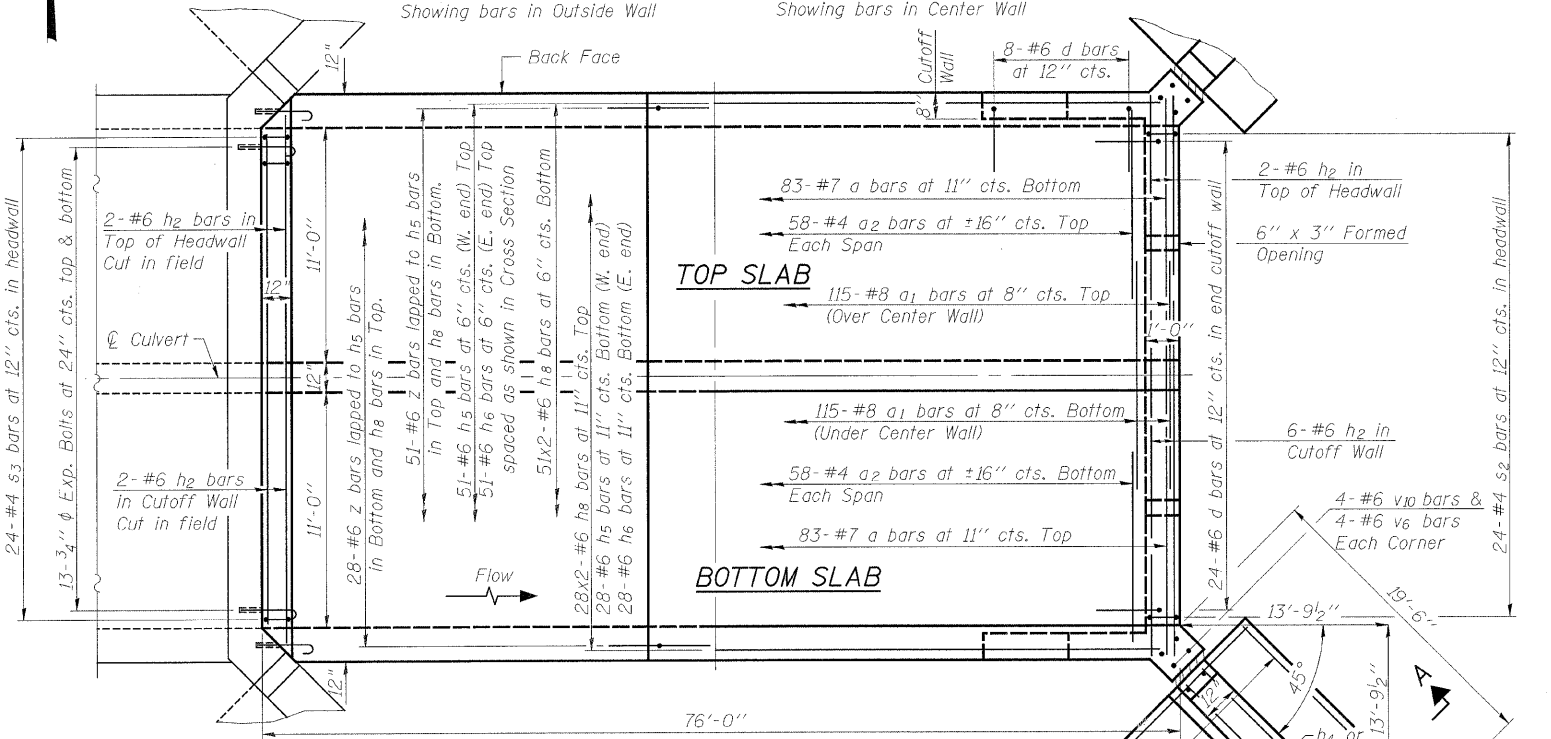 Showing bars in Outside Wall
Showing bars in Center Wall
12"
Back Face
Cutoff
Wall
8-#6 d bars
at 12" cts.
8"
24-#4 s3 bars at 12" cts. in headwall
13-3/4" ϕ Exp. Bolts at 24" cts. top & bottom
2-#6 h2 bars in
Top of Headwall
Cut in field
12"
11'-0"
℄ Culvert
12"
2-#6 h2 bars
in Cutoff Wall
Cut in field
11'-0"
28-#6 z bars lapped to h5 bars
in Bottom and h8 bars in Top.
51-#6 z bars lapped to h5 bars
in Top and h8 bars in Bottom.
51-#6 h5 bars at 6" cts. (W. end) Top
51-#6 h6 bars at 6" cts. (E. end) Top
spaced as shown in Cross Section
51x2-#6 h8 bars at 6" cts. Bottom
28x2-#6 h8 bars at 11" cts. Top
28-#6 h5 bars at 11" cts. Bottom (W. end)
28-#6 h6 bars at 11" cts. Bottom (E. end)
Flow
83-#7 a bars at 11" cts. Bottom
58-#4 a2 bars at ±16" cts. Top
Each Span
TOP SLAB
115-#8 a1 bars at 8" cts. Top
(Over Center Wall)
1'-0"
115-#8 a1 bars at 8" cts. Bottom
(Under Center Wall)
58-#4 a2 bars at ±16" cts. Bottom
Each Span
83-#7 a bars at 11" cts. Top
BOTTOM SLAB
24-#6 d bars at 12" cts. in end cutoff wall
2-#6 h2 in
Top of Headwall
6" x 3" Formed
Opening
6-#6 h2 in
Cutoff Wall
4-#6 v10 bars &
4-#6 v6 bars
Each Corner
24-#4 s2 bars at 12" cts. in headwall
13'-9 1/2"
19'-6"
45°
13'-9 1/2"
A
12"
h4 or
12"
76'-0"